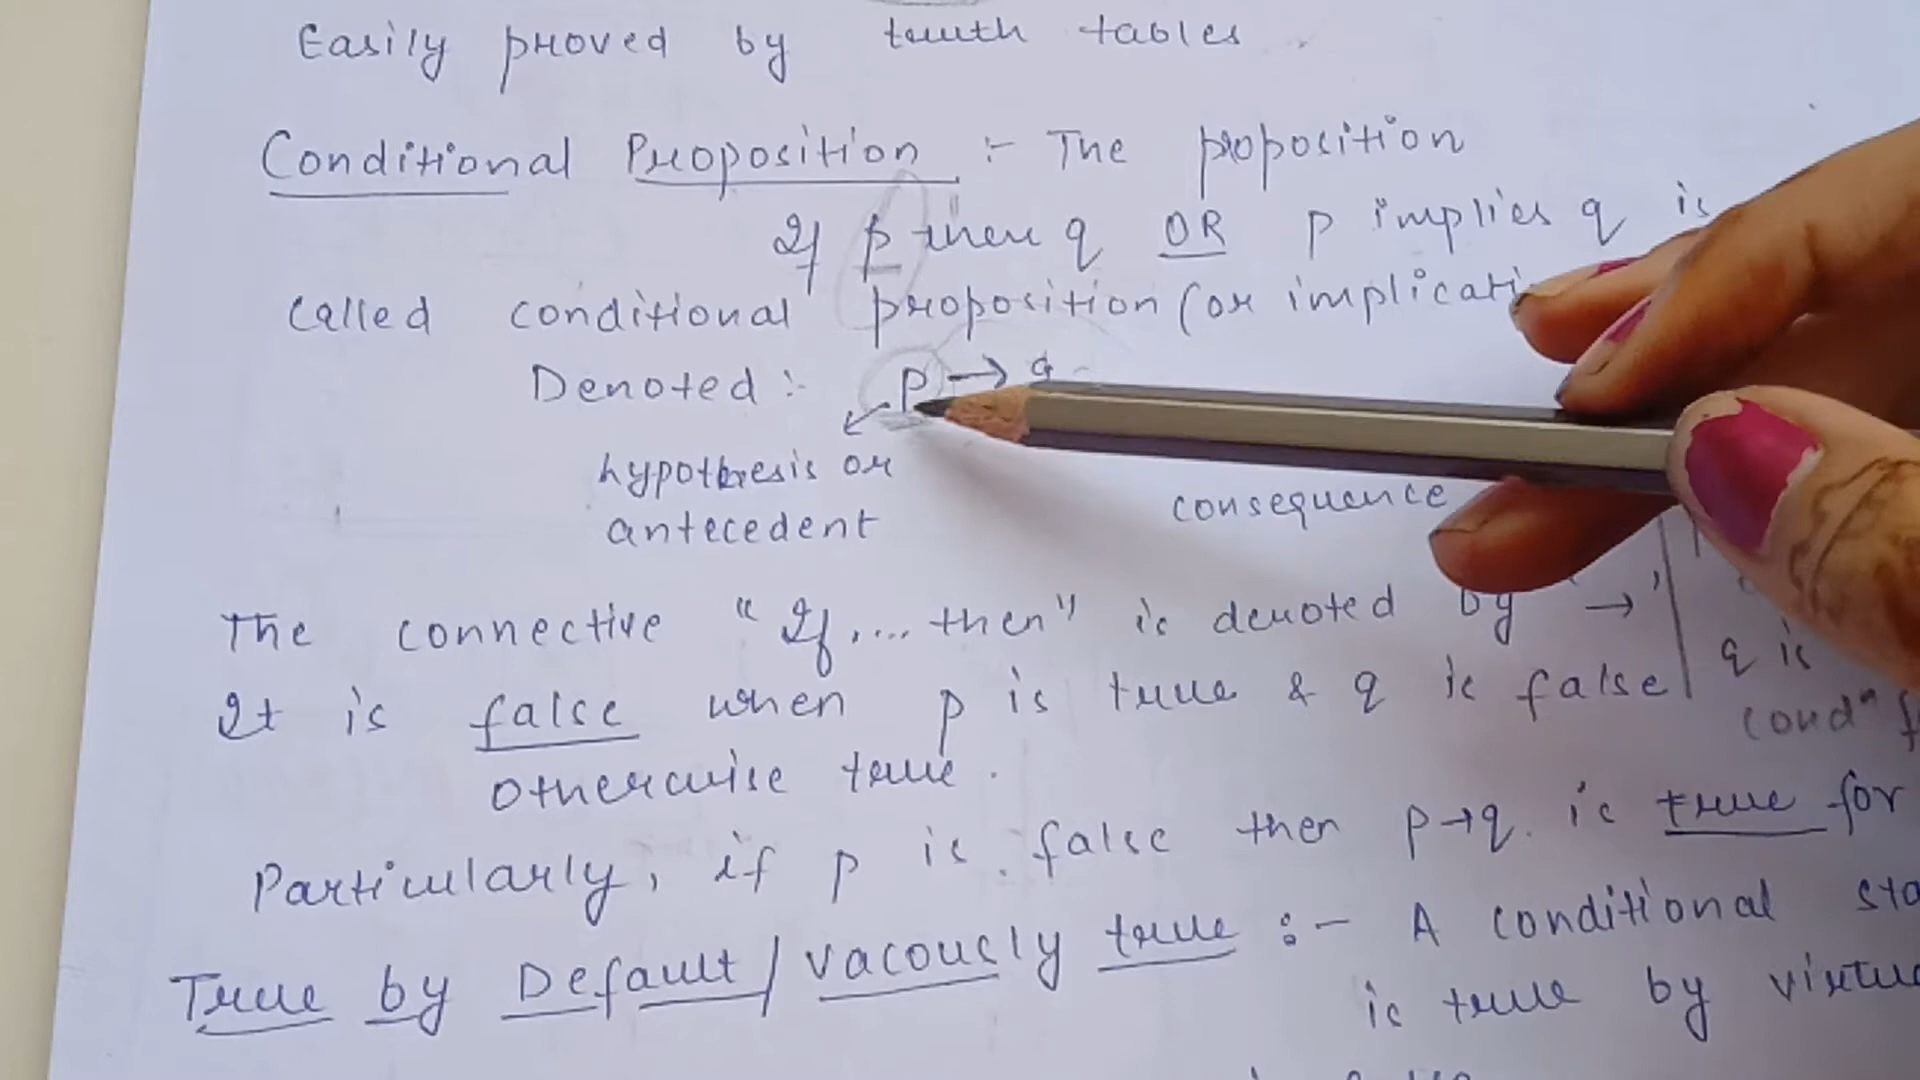 Easily proved by truth tables
Conditional Proposition :- The proposition
If p then q OR p implies q is
called conditional proposition (or implicati
Denoted :- p → q
hypothesis or
antecedent
consequence
The connective "If .... then" is denoted by '→'
It is false when p is true & q is false
q is
condⁿ f
otherwise true.
Particularly, if p is false then p→q is true for
True by Default / vacously true :- A conditional sta
is true by virtu